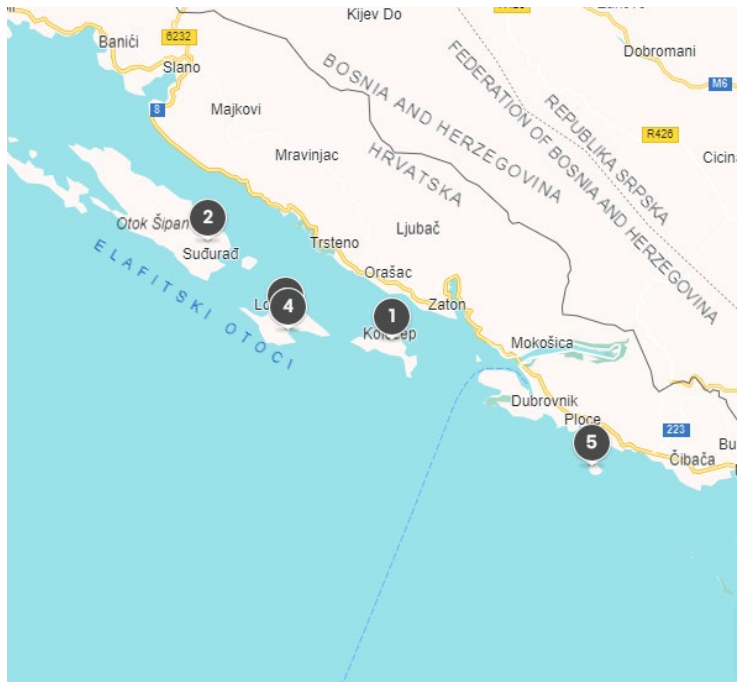 Kijev Do
6232
Banići
Slano
Dobromani
M6
8
Majkovi
BOSNIA AND HERZEGOVINA
FEDERATION OF BOSNIA AND HERZEGOVINA
REPUBLIKA SRPSKA
R426
Mravinjac
HRVATSKA
2
Otok Šipan
Suđurađ
Ljubač
Trsteno
ELAFITSKI OTOCI
Orašac
4
Zaton
1
Mokošica
Dubrovnik
Ploce
223
5
Čibača